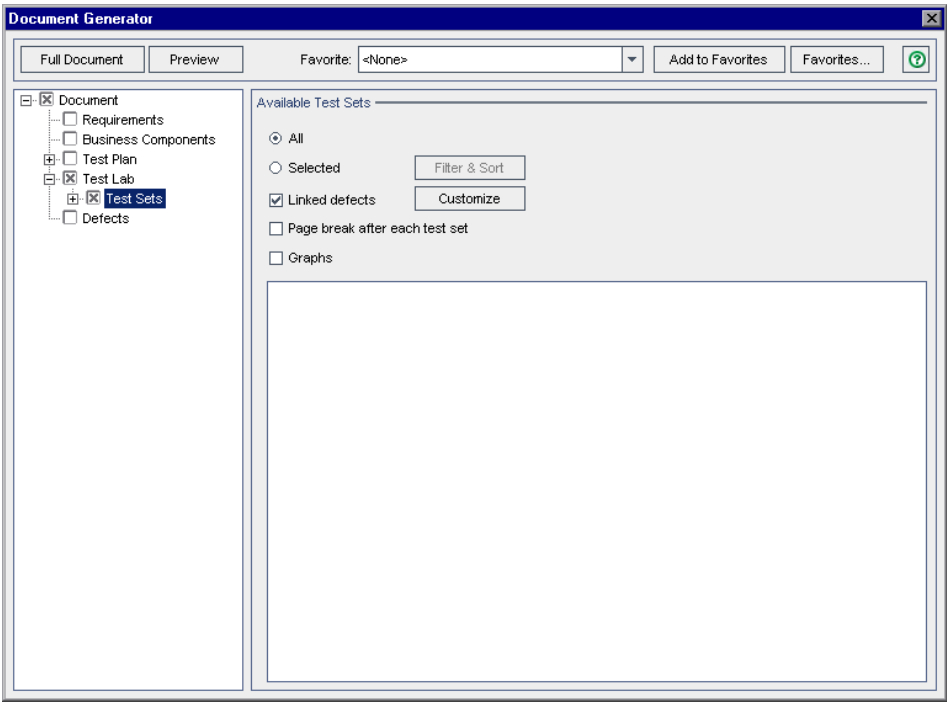 Document Generator
Full Document Preview Favorite: <None> Add to Favorites Favorites... ?
Document
Requirements
Business Components
Test Plan
Test Lab
Test Sets
Defects
Available Test Sets
All
Selected Filter & Sort
Linked defects Customize
Page break after each test set
Graphs